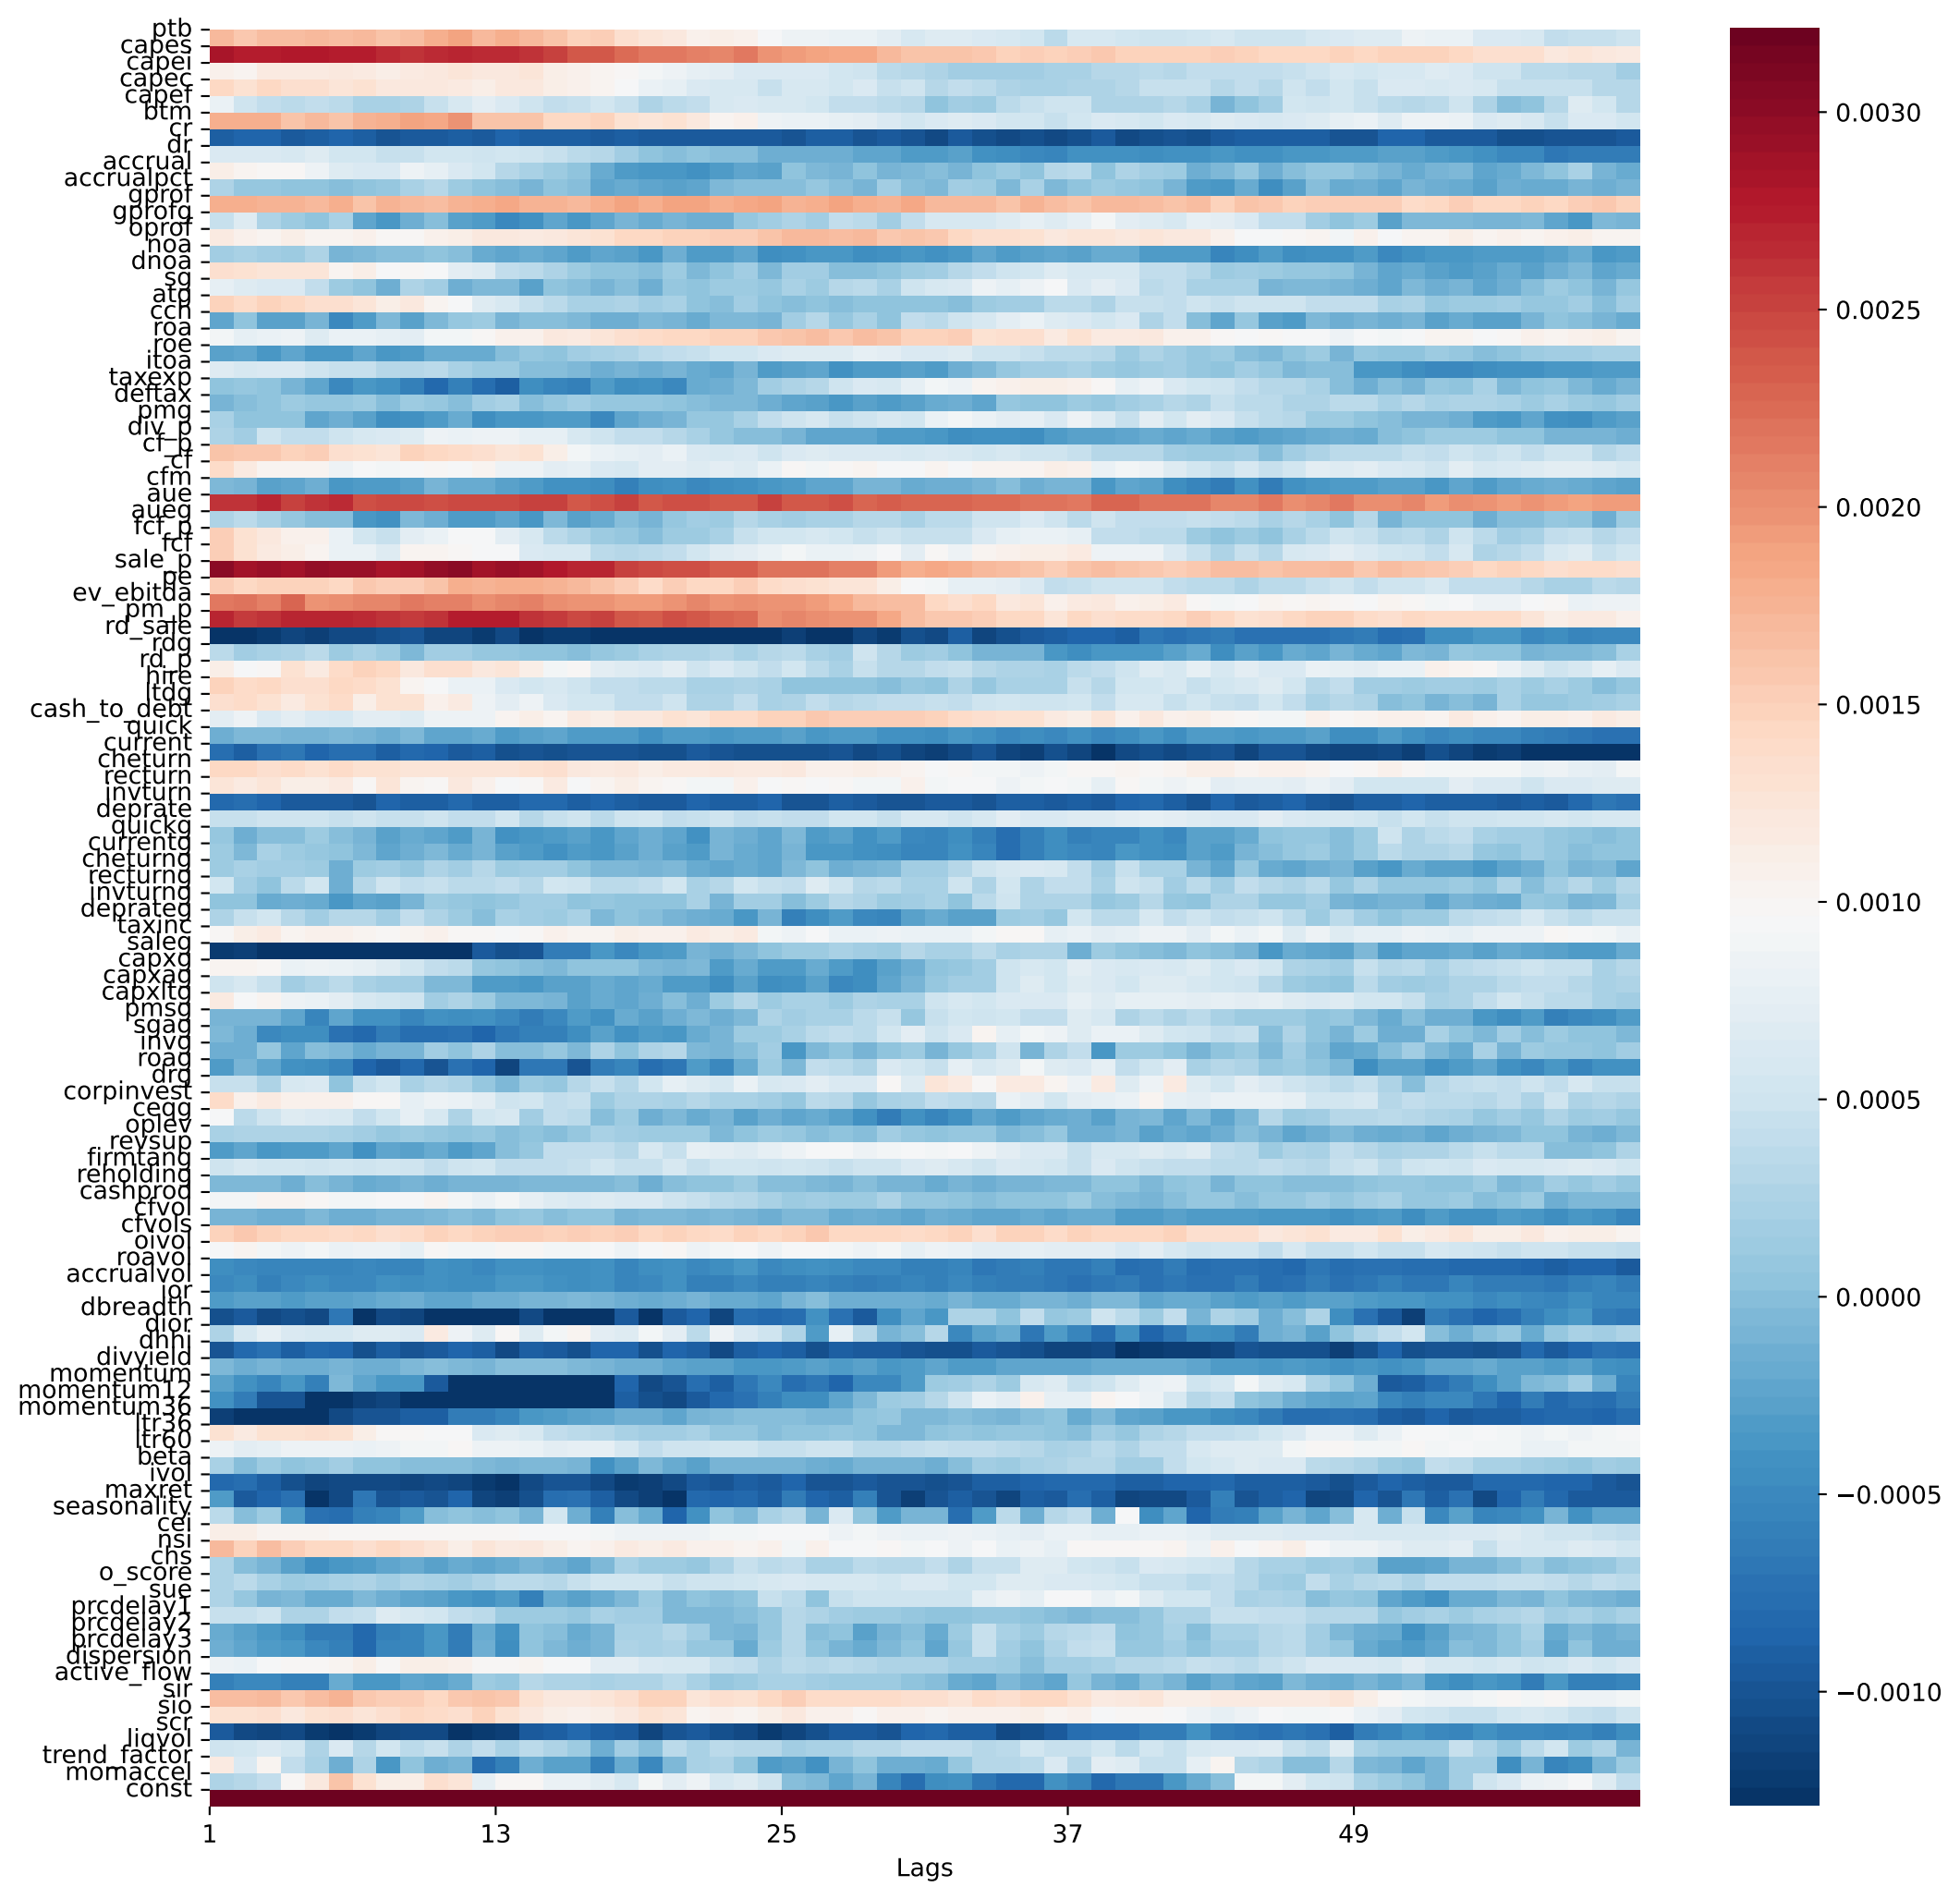 ptb
capes
capei
capec
capef
btm
cr
dr
accrual
accrualpct
gprof
gprofg
oprof
noa
dnoa
sg
atg
cch
roa
roe
itoa
taxexp
deftax
pmg
div_p
cf_p
cf
cfm
aue
aueg
fcf_p
fcf
sale_p
pe
ev_ebitda
pm_p
rd_sale
rdg
rd_p
hire
ltdg
cash_to_debt
quick
current
cheturn
recturn
invturn
deprate
quickg
currentg
cheturng
recturng
invturng
deprateg
taxinc
saleg
capxg
capxag
capxitg
pmsg
sgag
invg
roag
drg
corpinvest
ceqg
oplev
revsup
firmtang
reholding
cashprod
cfvol
cfvols
oivol
roavol
accrualvol
ior
dbreadth
dior
dhhi
divyield
momentum
momentum12
momentum36
ltr36
ltr60
beta
ivol
maxret
seasonality
cei
nsi
chs
o_score
sue
prcdelay1
prcdelay2
prcdelay3
dispersion
active_flow
sir
sio
scr
liqvol
trend_factor
momaccel
const
1 13 25 37 49
Lags
0.0030
0.0025
0.0020
0.0015
0.0010
0.0005
0.0000
−0.0005
−0.0010